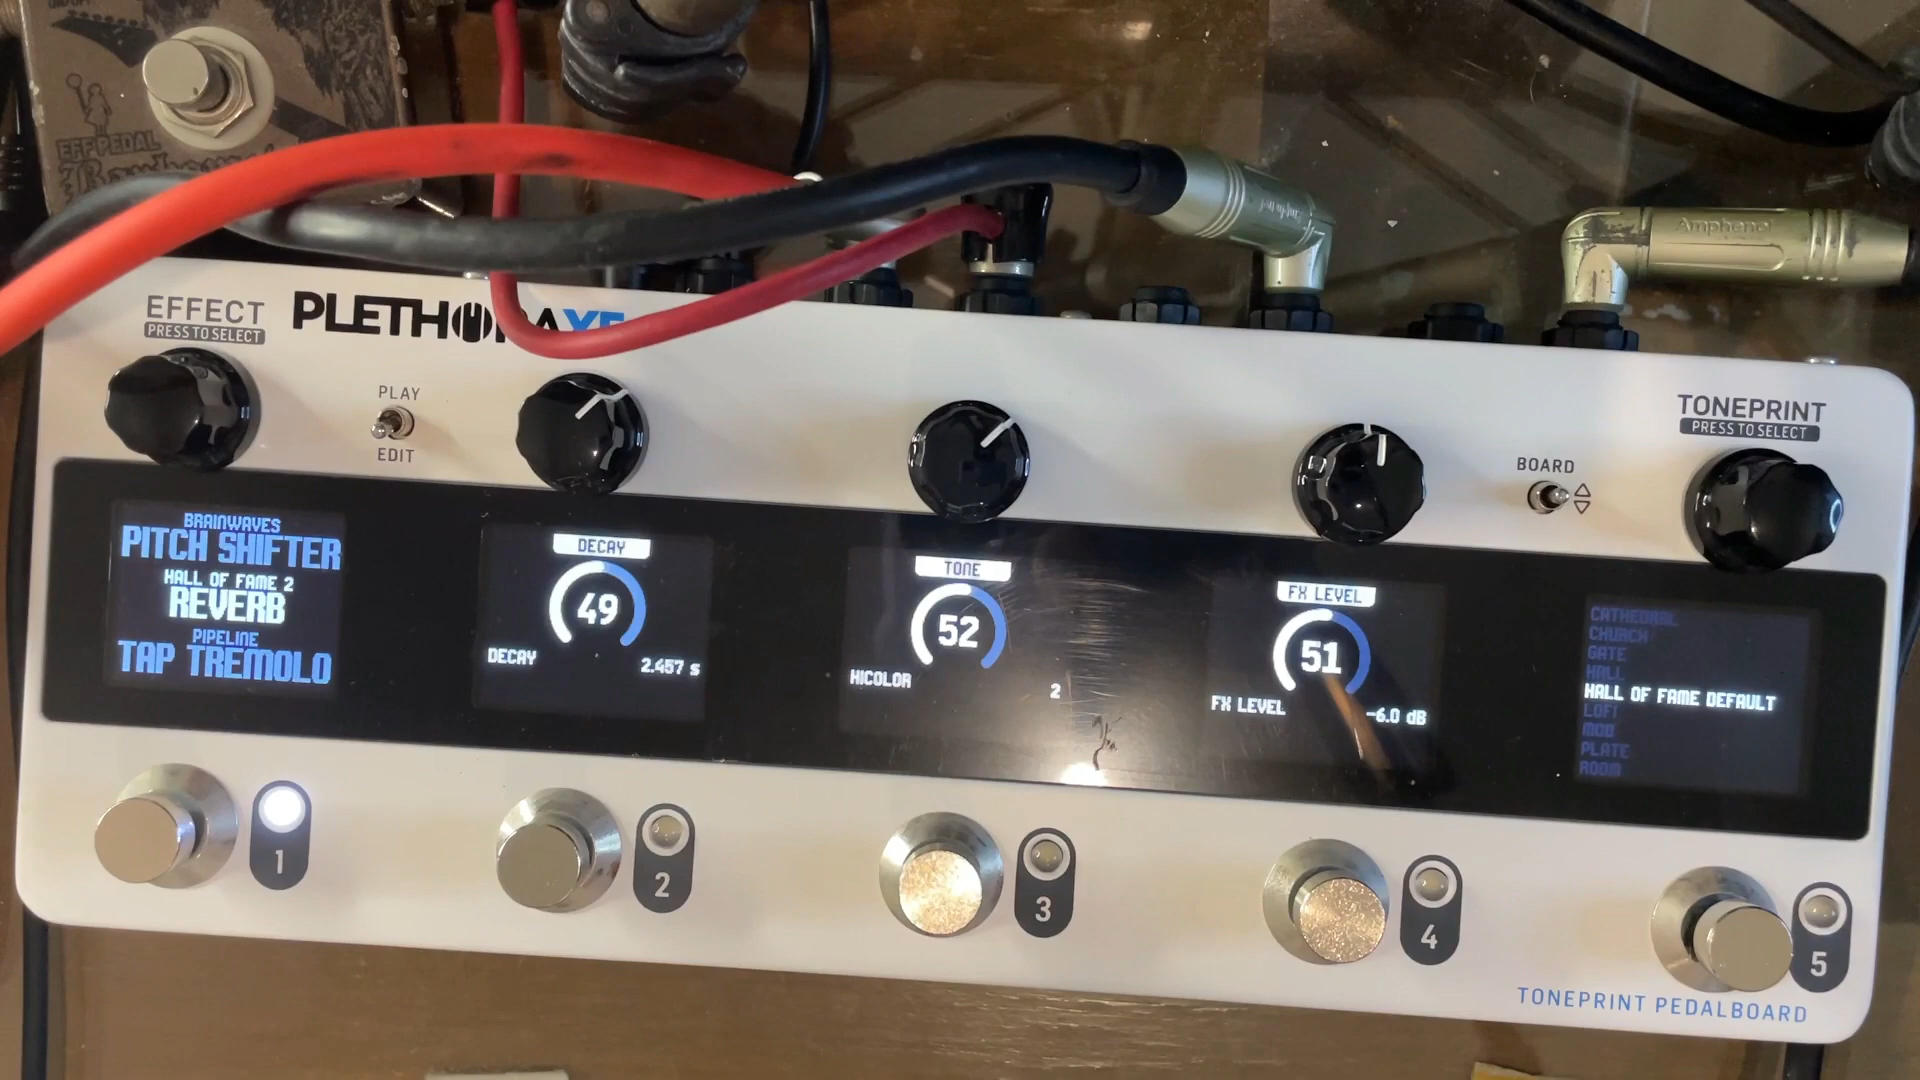 EFF PEDAL
EFFECT
PRESS TO SELECT
PLETH
PLAY
EDIT
BOARD
TONEPRINT
PRESS TO SELECT
Amphenol
BRAINWAVES
PITCH SHIFTER
HALL OF FAME 2
REVERB
PIPELINE
TAP TREMOLO
DECAY
49
DECAY 2.457 s
TONE
52
HICOLOR 2
FX LEVEL
51
FX LEVEL -6.0 dB
CATHEDRAL
CHURCH
GATE
HALL
HALL OF FAME DEFAULT
LOFI
MOD
PLATE
ROOM
1
2
3
4
5
TONEPRINT PEDALBOARD